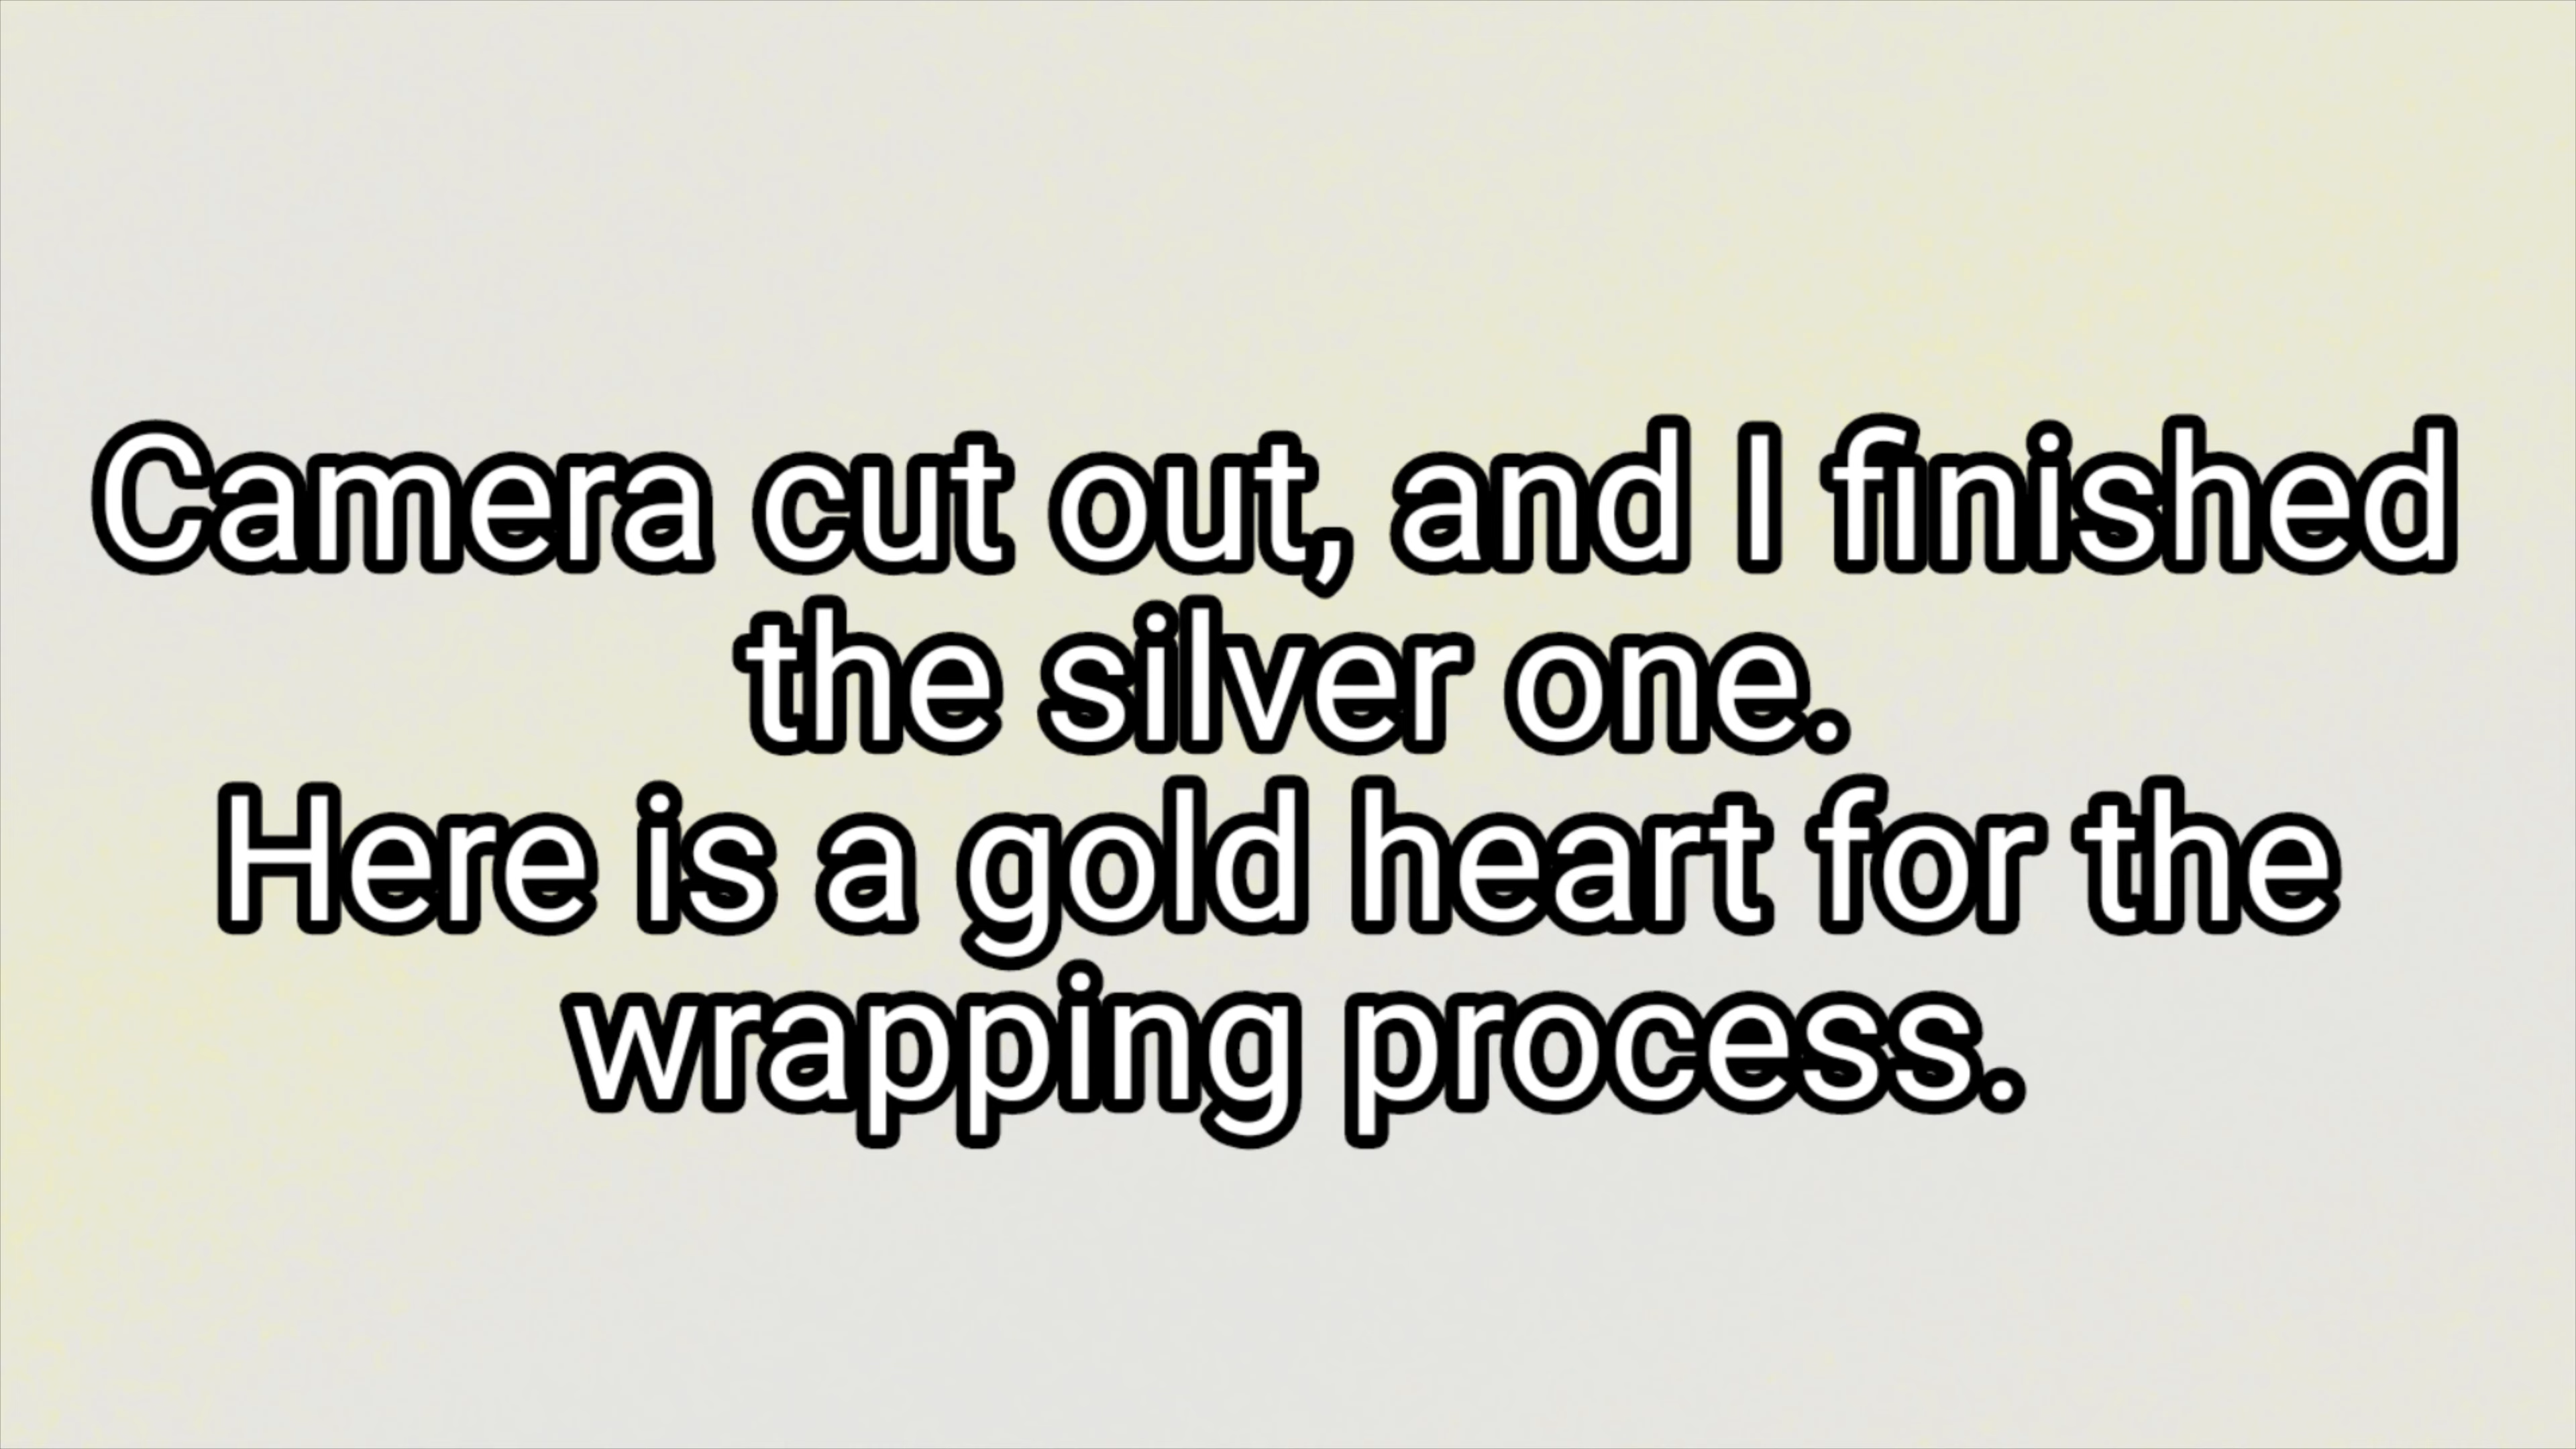 Camera cut out, and I finished
the silver one.
Here is a gold heart for the
wrapping process.